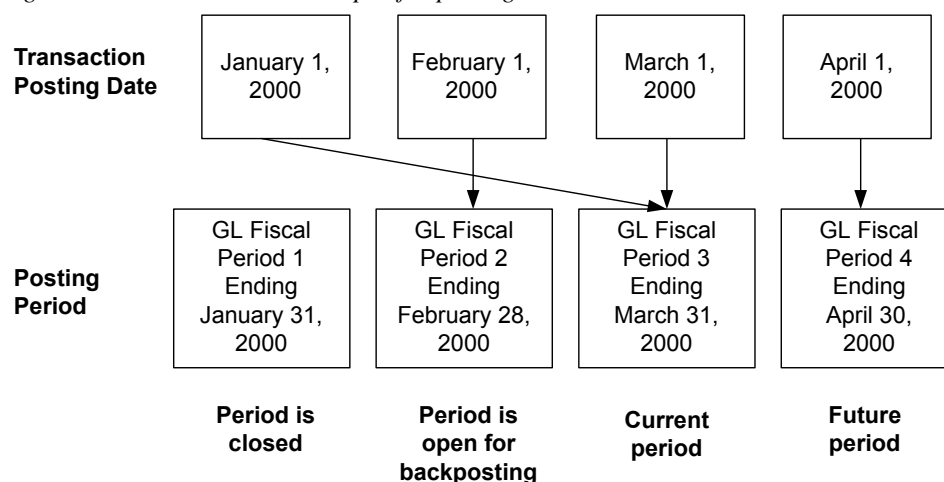 Transaction
Posting Date
January 1,
2000
February 1,
2000
March 1,
2000
April 1,
2000
Posting
Period
GL Fiscal
Period 1
Ending
January 31,
2000
GL Fiscal
Period 2
Ending
February 28,
2000
GL Fiscal
Period 3
Ending
March 31,
2000
GL Fiscal
Period 4
Ending
April 30,
2000
Period is
closed
Period is
open for
backposting
Current
period
Future
period